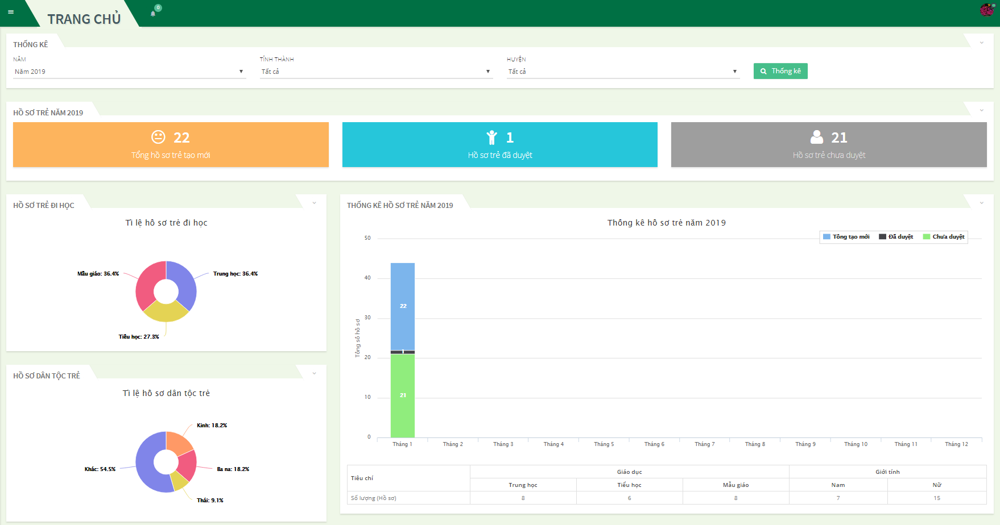 TRANG CHỦ
0
THỐNG KÊ
NĂM
TỈNH THÀNH
HUYỆN
Năm 2019
Tất cả
Tất cả
Thống kê
HỒ SƠ TRẺ NĂM 2019
22
Tổng hồ sơ trẻ tạo mới
1
Hồ sơ trẻ đã duyệt
21
Hồ sơ trẻ chưa duyệt
HỒ SƠ TRẺ ĐI HỌC
Tỉ lệ hồ sơ trẻ đi học
Mẫu giáo: 36.4%
Trung học: 36.4%
Tiểu học: 27.3%
HỒ SƠ DÂN TỘC TRẺ
Tỉ lệ hồ sơ dân tộc trẻ
Kinh: 18.2%
Khác: 54.5%
Ba na: 18.2%
Thái: 9.1%
THỐNG KÊ HỒ SƠ TRẺ NĂM 2019
Thống kê hồ sơ trẻ năm 2019
Tổng tạo mới
Đã duyệt
Chưa duyệt
Tổng số hồ sơ
50
40
30
20
10
0
22
1
21
Tháng 1 Tháng 2 Tháng 3 Tháng 4 Tháng 5 Tháng 6 Tháng 7 Tháng 8 Tháng 9 Tháng 10 Tháng 11 Tháng 12
Tiêu chí
Giáo dục
Giới tính
Trung học Tiểu học Mẫu giáo Nam Nữ
Số lượng (Hồ sơ) 8 6 8 7 15